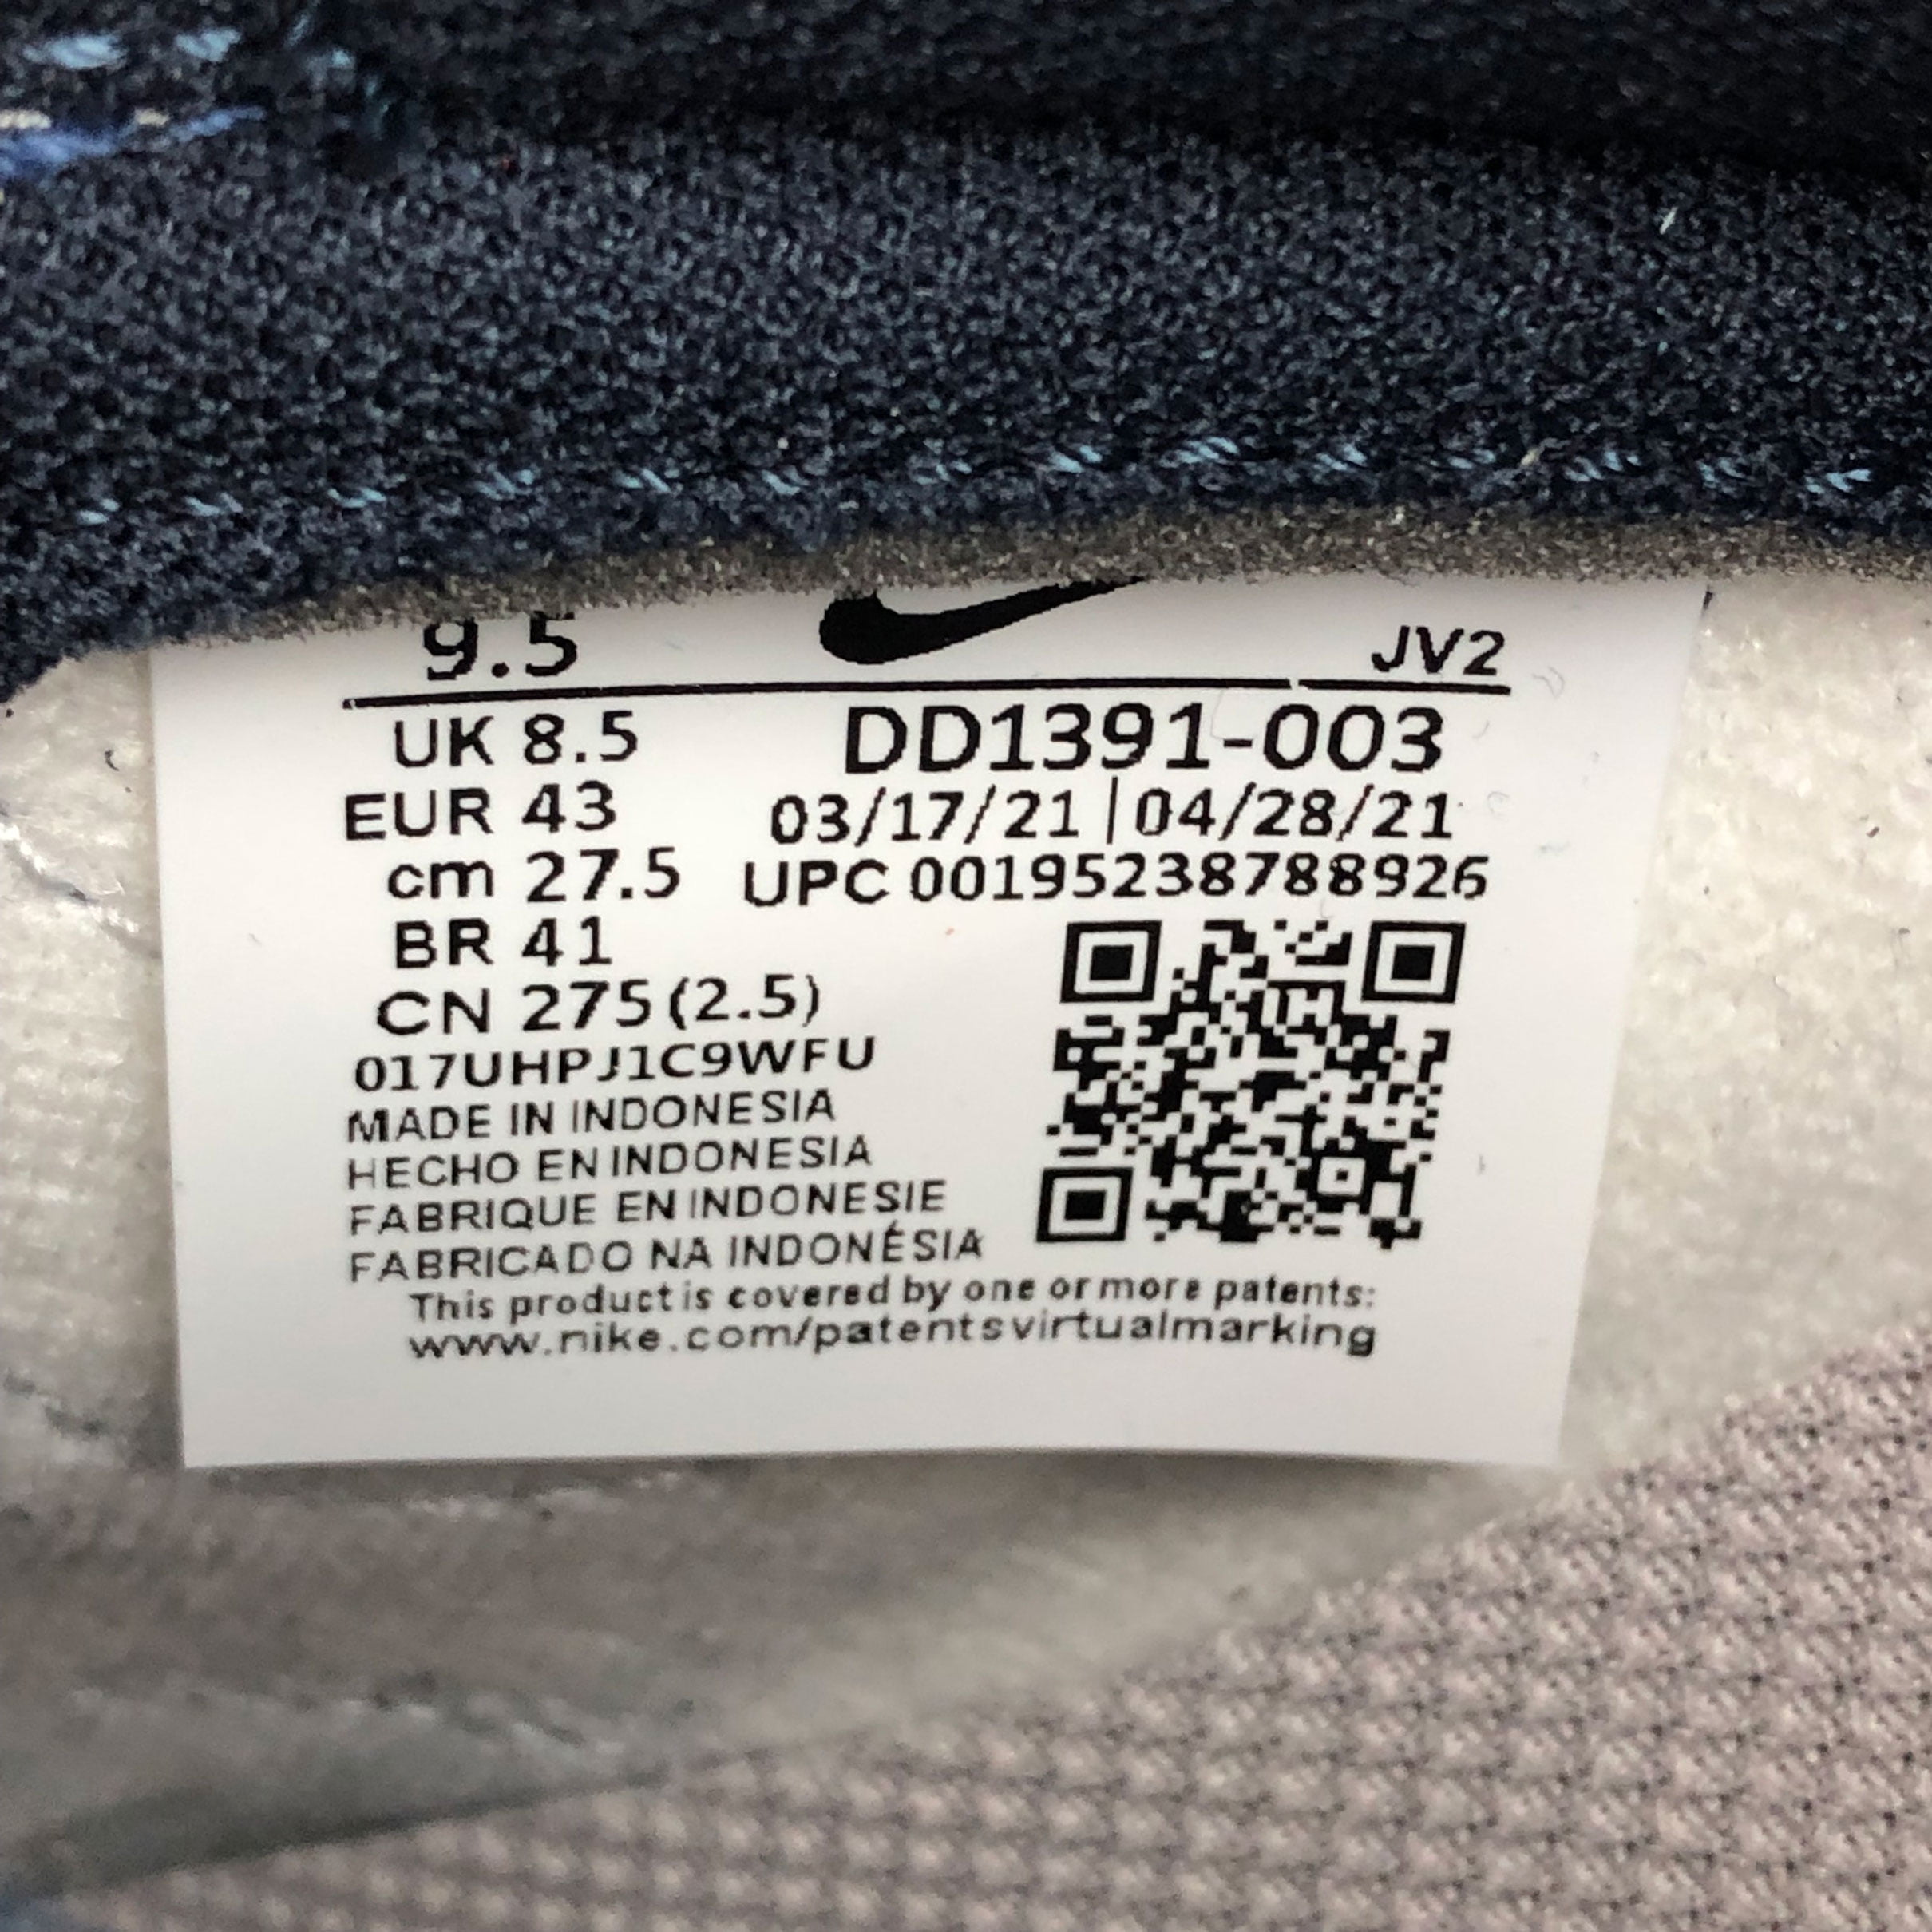 9.5 JV2
UK 8.5 DD1391-003
EUR 43 03/17/21 | 04/28/21
cm 27.5 UPC 00195238788926
BR 41
CN 275(2.5)
017UHPJ1C9WFU
MADE IN INDONESIA
HECHO EN INDONESIA
FABRIQUE EN INDONESIE
FABRICADO NA INDONÉSIA
This product is covered by one or more patents:
www.nike.com/patentsvirtualmarking